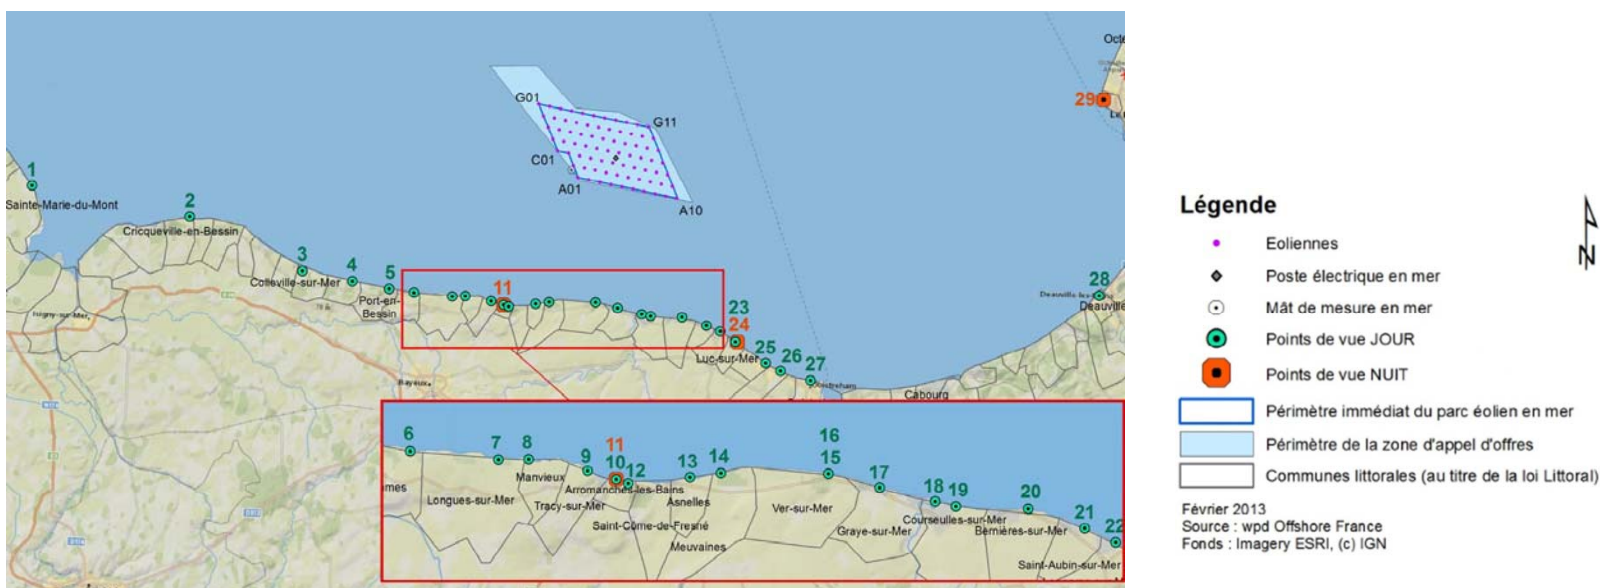 Octe
29
G01
G11
C01
A01
A10
1
Sainte-Marie-du-Mont
2
Cricqueville-en-Bessin
3
4
5
Colleville-sur-Mer
Port-en-
Bessin
11
23
24
25
26
27
28
Deauville
Luc-sur-Mer
Bayeux
Cabourg
6
7
8
9
11
10
12
13
14
16
15
17
18
19
20
21
22
mes
Longues-sur-Mer
Manvieux
Tracy-sur-Mer
Arromanches-les-Bains
Saint-Côme-de-Fresné
Asnelles
Meuvaines
Ver-sur-Mer
Graye-sur-Mer
Courseulles-sur-Mer
Bernières-sur-Mer
Saint-Aubin-sur-Mer
Légende
N
Eoliennes
Poste électrique en mer
Mât de mesure en mer
Points de vue JOUR
Points de vue NUIT
Périmètre immédiat du parc éolien en mer
Périmètre de la zone d'appel d'offres
Communes littorales (au titre de la loi Littoral)
Février 2013
Source : wpd Offshore France
Fonds : Imagery ESRI, (c) IGN